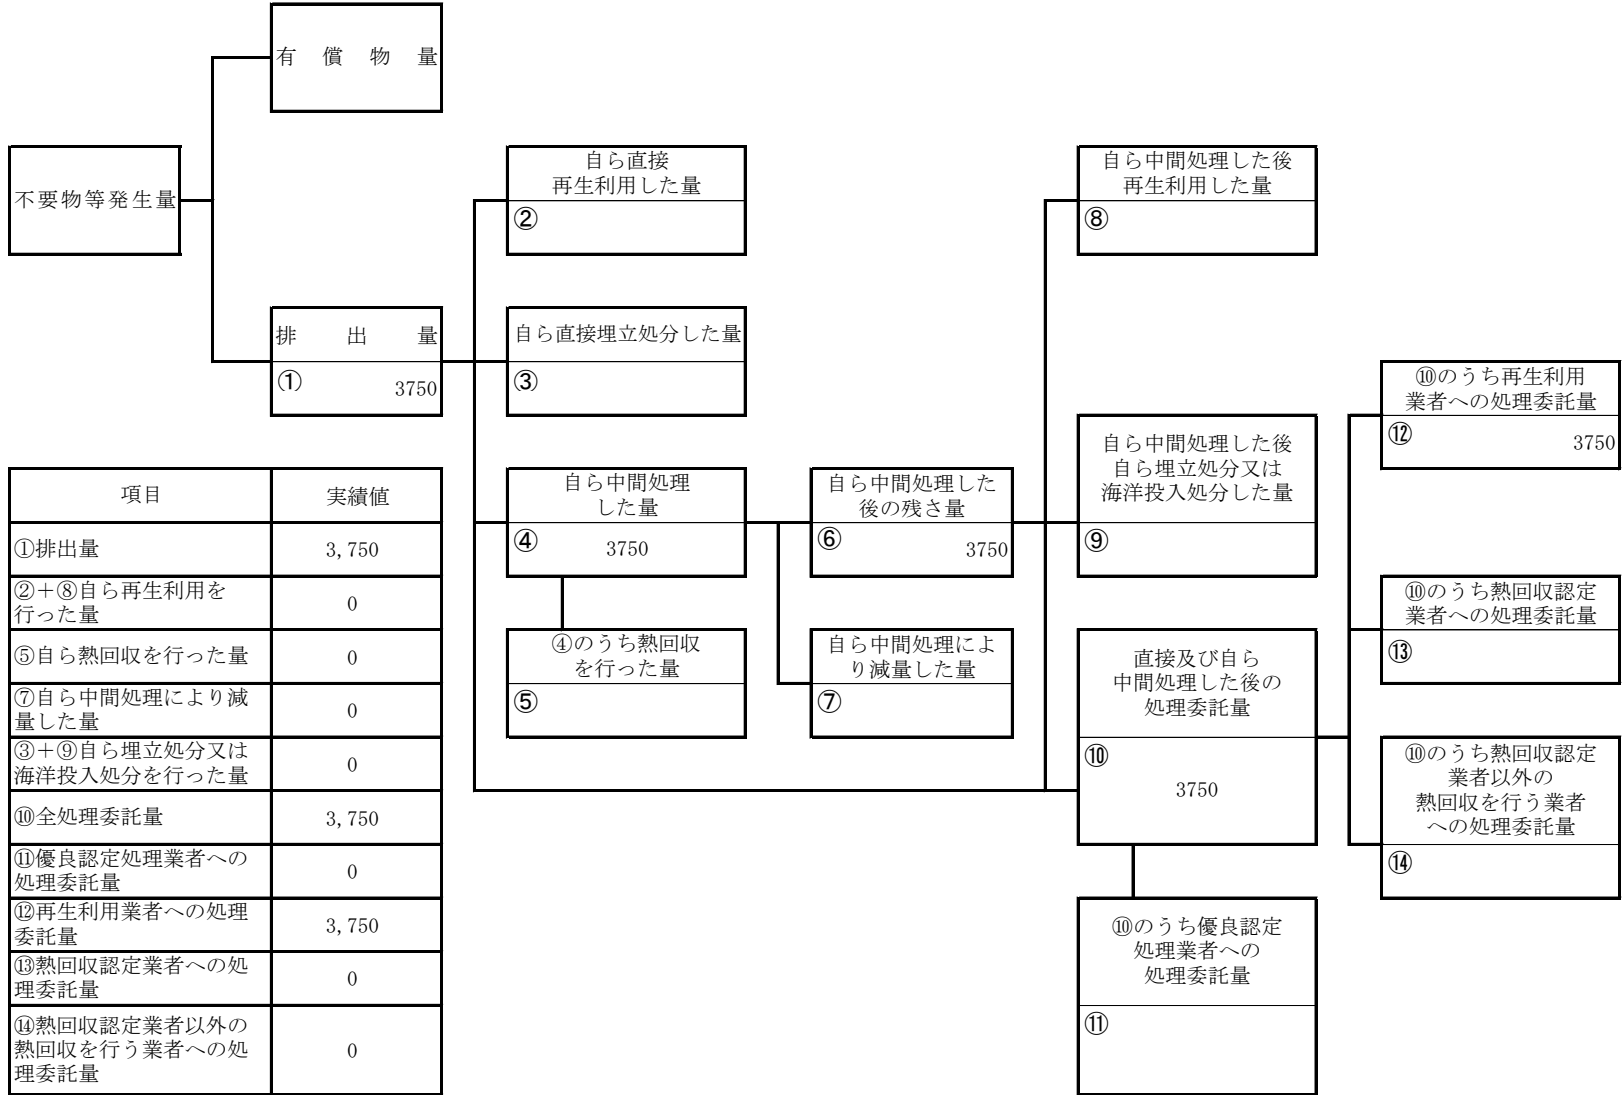 有償物量
不要物等発生量
排出量
①
3750
自ら直接
再生利用した量
②
自ら直接埋立処分した量
③
自ら中間処理
した量
④
3750
④のうち熱回収
を行った量
⑤
自ら中間処理した
後の残さ量
⑥
3750
自ら中間処理によ
り減量した量
⑦
自ら中間処理した後
再生利用した量
⑧
自ら中間処理した後
自ら埋立処分又は
海洋投入処分した量
⑨
直接及び自ら
中間処理した後の
処理委託量
⑩
3750
⑩のうち優良認定
処理業者への
処理委託量
⑪
⑩のうち再生利用
業者への処理委託量
⑫
3750
⑩のうち熱回収認定
業者への処理委託量
⑬
⑩のうち熱回収認定
業者以外の
熱回収を行う業者
への処理委託量
⑭
項目 実績値
①排出量 3,750
②+⑧自ら再生利用を
行った量
0
⑤自ら熱回収を行った量 0
⑦自ら中間処理により減
量した量
0
③+⑨自ら埋立処分又は
海洋投入処分を行った量
0
⑩全処理委託量 3,750
⑪優良認定処理業者への
処理委託量
0
⑫再生利用業者への処理
委託量
3,750
⑬熱回収認定業者への処
理委託量
0
⑭熱回収認定業者以外の
熱回収を行う業者への処
理委託量
0